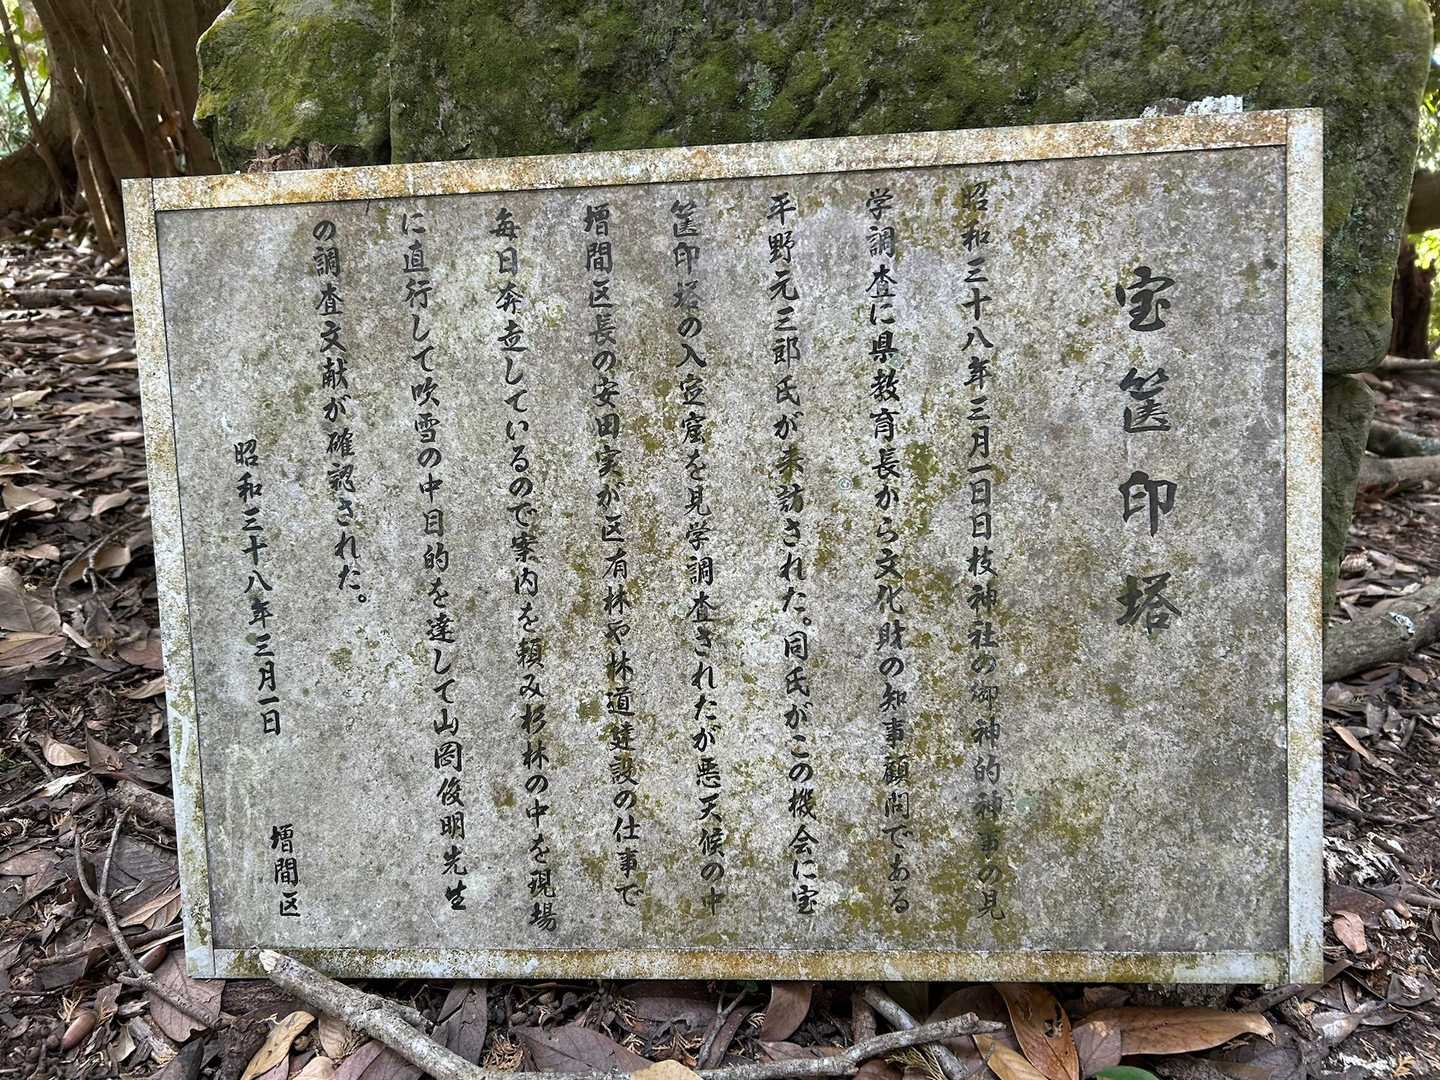 宝篋印塔
昭和三十八年三月一日日枝神社の御神的神事の見
学調査に県教育長から文化財の知事顧問である
平野元三郎氏が来訪された。同氏がこの機会に宝
篋印塔の入定窟を見学調査されたが悪天候の中
増間区長の安田実が区有林や林道建設の仕事で
毎日奔走しているので案内を頼み杉林の中を現場
に直行して吹雪の中目的を達して山岡俊明先生
の調査文献が確認された。
昭和三十八年三月一日
増間区